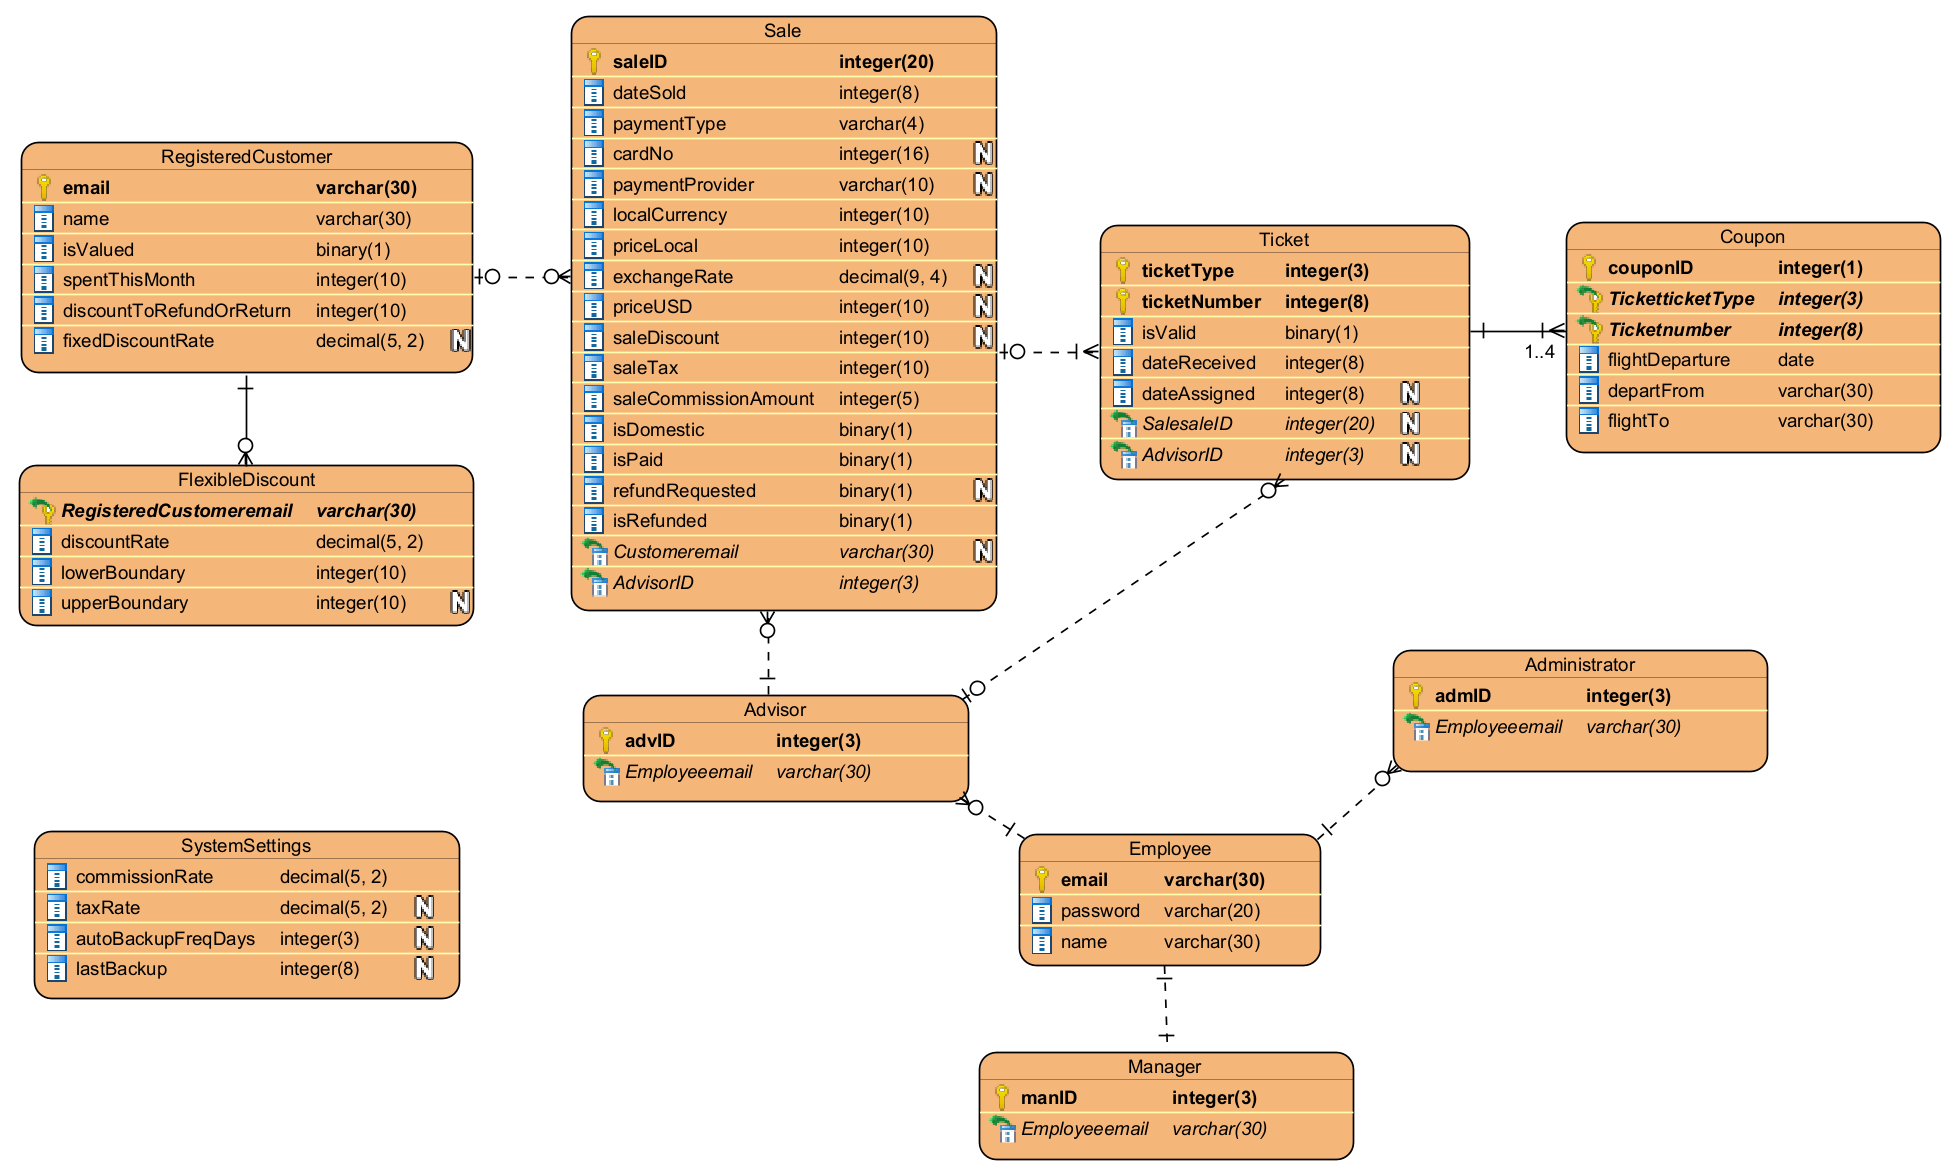 Sale
saleID integer(20)
dateSold integer(8)
paymentType varchar(4)
cardNo integer(16) N
paymentProvider varchar(10) N
localCurrency integer(10)
priceLocal integer(10)
exchangeRate decimal(9, 4) N
priceUSD integer(10) N
saleDiscount integer(10) N
saleTax integer(10)
saleCommissionAmount integer(5)
isDomestic binary(1)
isPaid binary(1)
refundRequested binary(1) N
isRefunded binary(1)
Customeremail varchar(30) N
AdvisorID integer(3)
RegisteredCustomer
email varchar(30)
name varchar(30)
isValued binary(1)
spentThisMonth integer(10)
discountToRefundOrReturn integer(10)
fixedDiscountRate decimal(5, 2) N
Ticket
ticketType integer(3)
ticketNumber integer(8)
isValid binary(1)
dateReceived integer(8)
dateAssigned integer(8) N
SalesaleID integer(20) N
AdvisorID integer(3) N
1..4
Coupon
couponID integer(1)
TicketticketType integer(3)
Ticketnumber integer(8)
flightDeparture date
departFrom varchar(30)
flightTo varchar(30)
FlexibleDiscount
RegisteredCustomeremail varchar(30)
discountRate decimal(5, 2)
lowerBoundary integer(10)
upperBoundary integer(10) N
Advisor
advID integer(3)
Employeeemail varchar(30)
Administrator
admID integer(3)
Employeeemail varchar(30)
SystemSettings
commissionRate decimal(5, 2)
taxRate decimal(5, 2) N
autoBackupFreqDays integer(3) N
lastBackup integer(8) N
Employee
email varchar(30)
password varchar(20)
name varchar(30)
Manager
manID integer(3)
Employeeemail varchar(30)